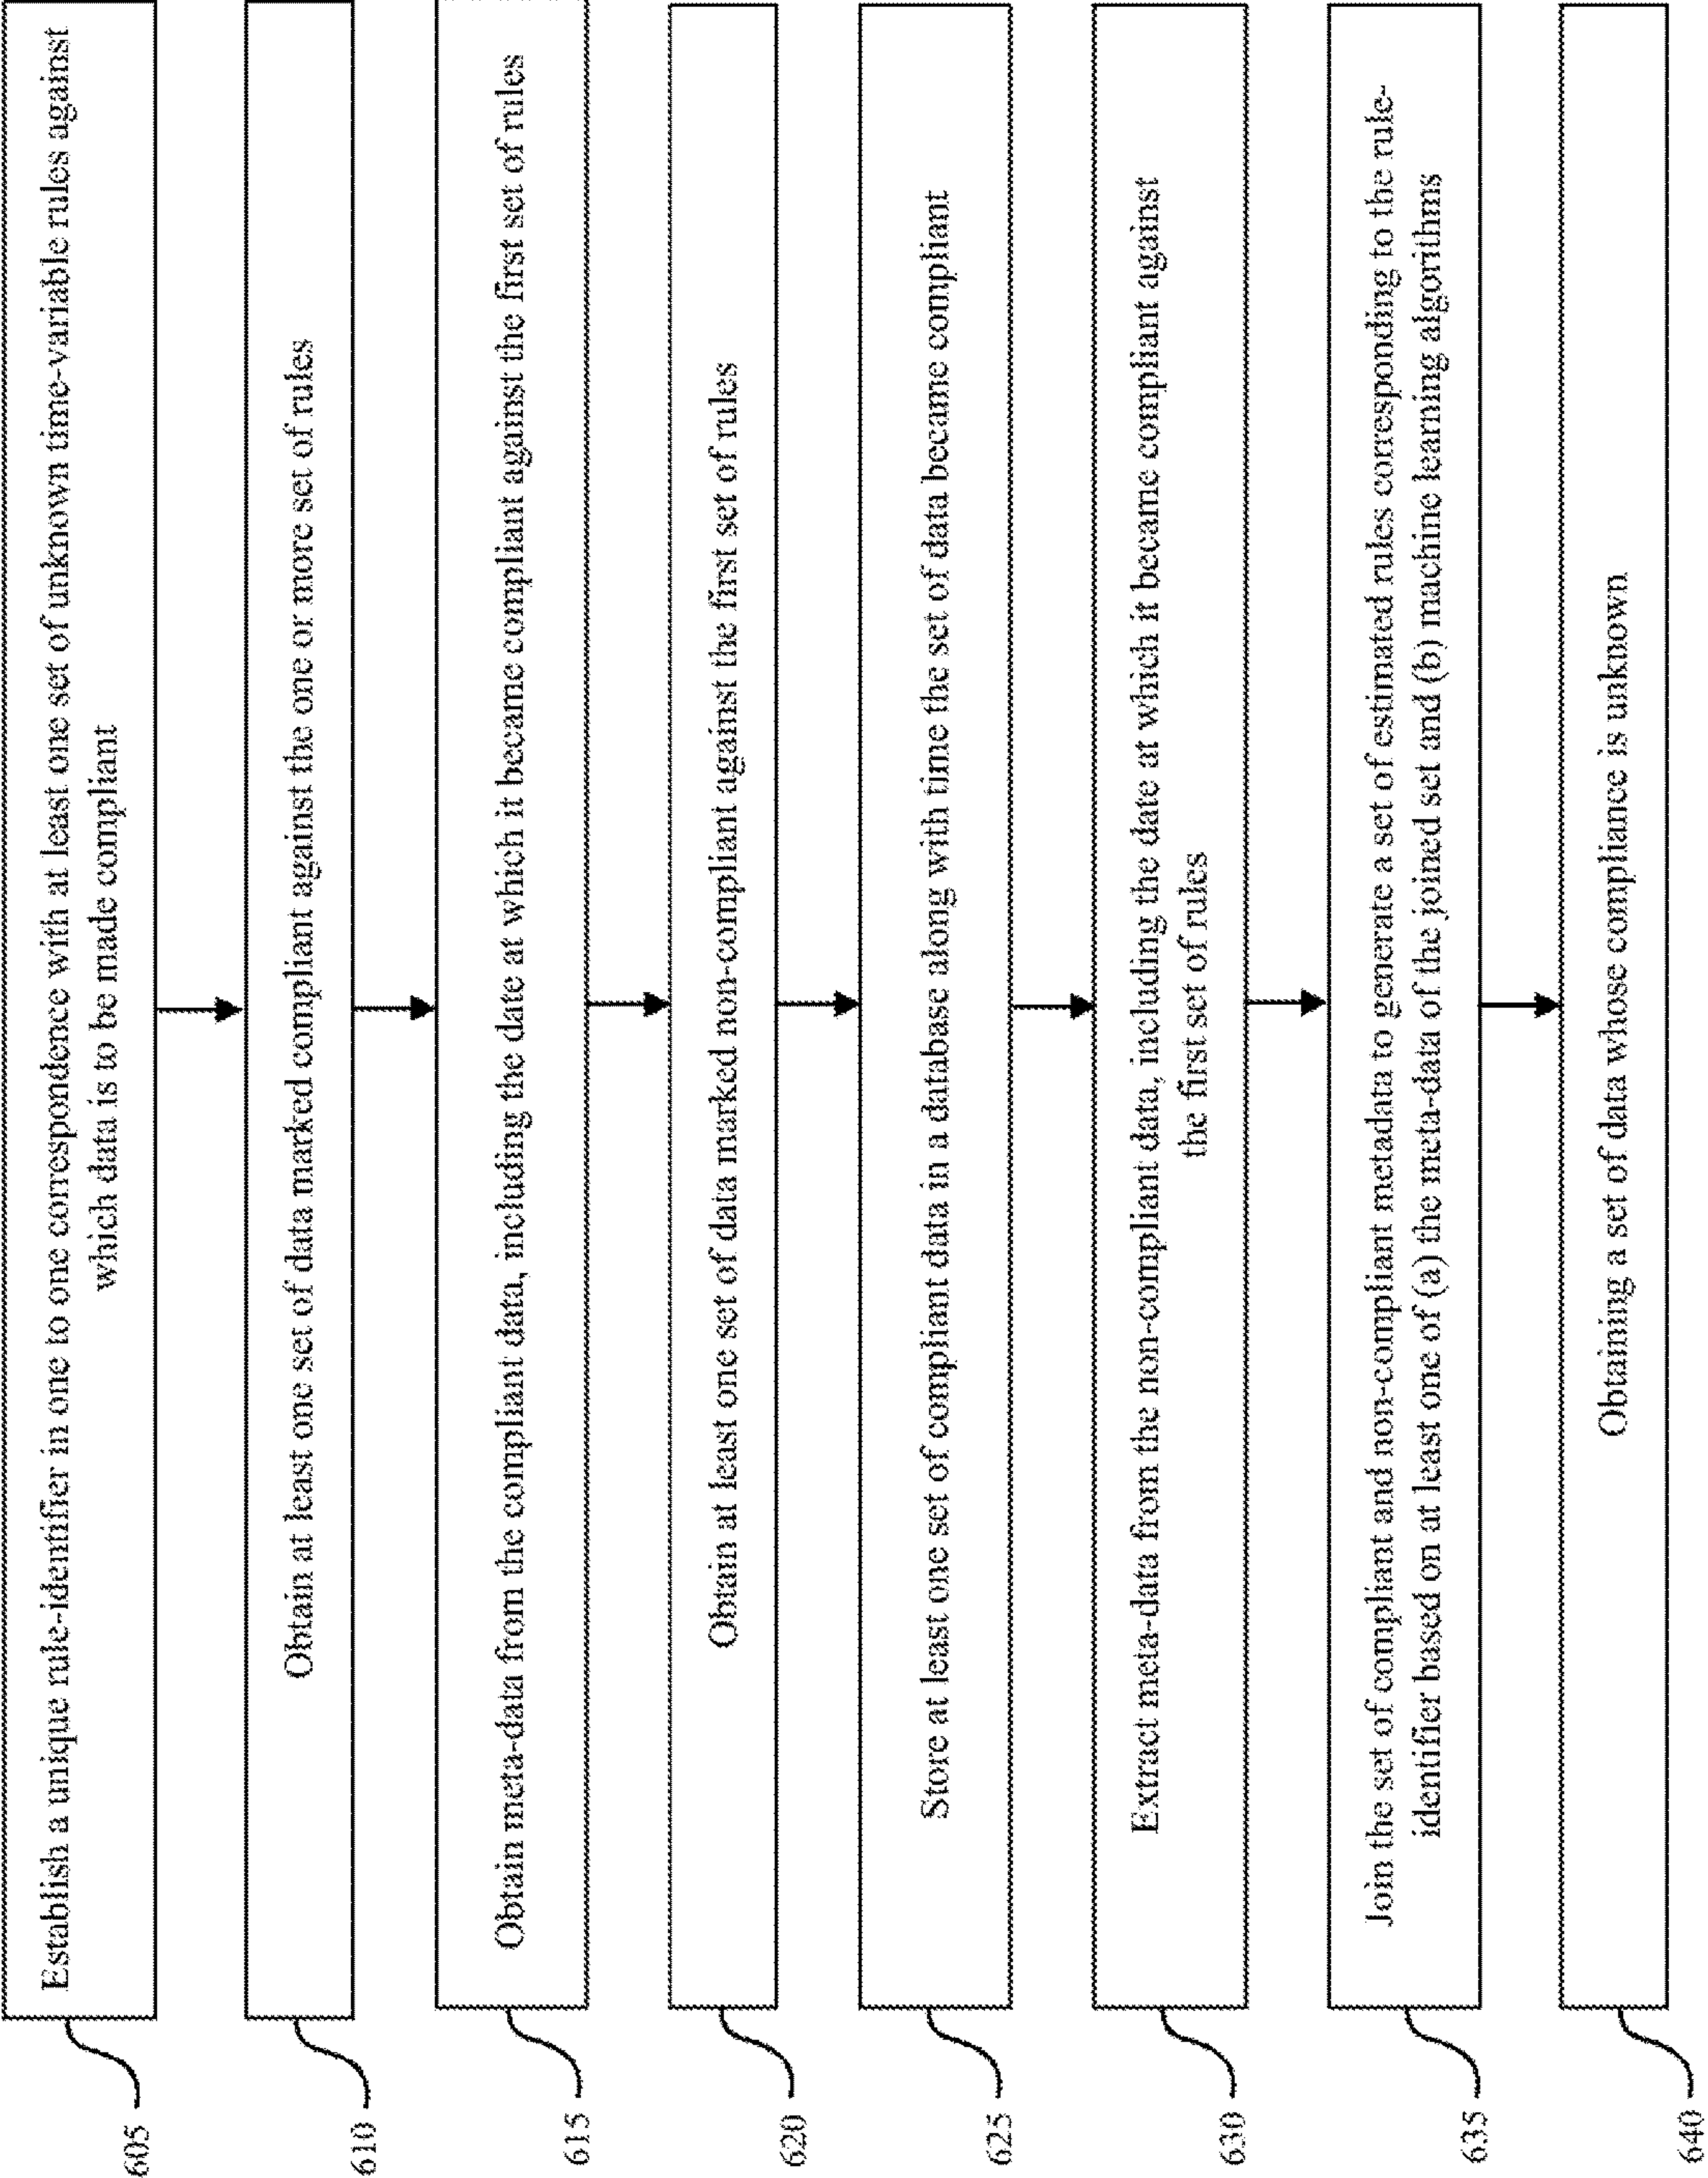 605
Establish a unique rule-identifier in one to one correspondence with at least one set of unknown time-variable rules against
which data is to be made compliant
610
Obtain at least one set of data marked compliant against the one or more set of rules
615
Obtain meta-data from the compliant data, including the date at which it became compliant against the first set of rules
620
Obtain at least one set of data marked non-compliant against the first set of rules
625
Store at least one set of compliant data in a database along with time the set of data became compliant
630
Extract meta-data from the non-compliant data, including the date at which it became compliant against
the first set of rules
635
Join the set of compliant and non-compliant metadata to generate a set of estimated rules corresponding to the rule-
identifier based on at least one of (a) the meta-data of the joined set and (b) machine learning algorithms
640
Obtaining a set of data whose compliance is unknown